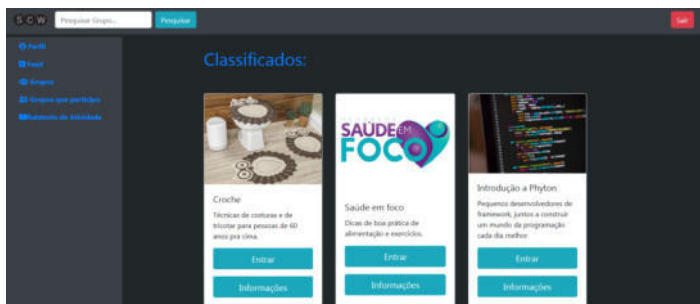 SCW
Pesquisar Grupo...
Pesquisar
Sair
Perfil
Feed
Grupos
Grupos que participo
Relatorio de Atividade
Classificados:
SAÚDE EM
FOCO
Croche
Técnicas de costuras e de
tricotar para pessoas de 60
anos pra cima.
Entrar
Informações
Saúde em foco
Dicas de boa prática de
alimentação e exercícios.
Entrar
Informações
Introdução a Phyton
Pequenos desenvolvedores de
framework, juntos a construir
um mundo da programação
cada dia melhor.
Entrar
Informações